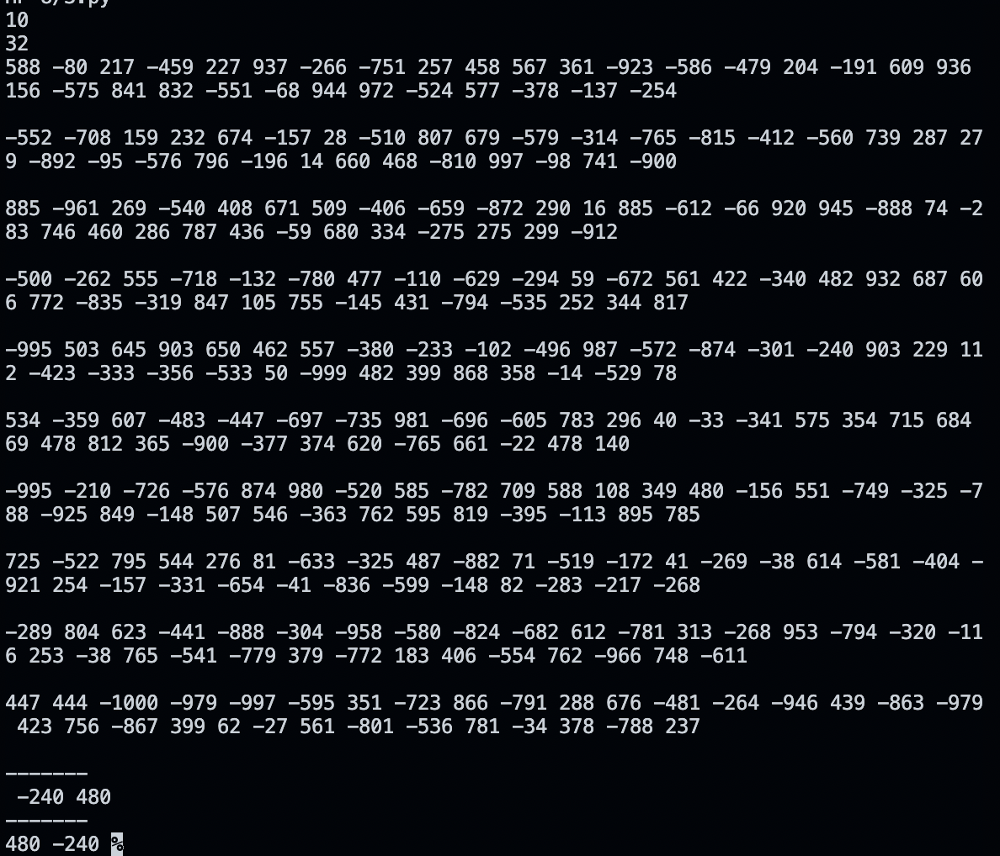 10
32
588 -80 217 -459 227 937 -266 -751 257 458 567 361 -923 -586 -479 204 -191 609 936
156 -575 841 832 -551 -68 944 972 -524 577 -378 -137 -254
-552 -708 159 232 674 -157 28 -510 807 679 -579 -314 -765 -815 -412 -560 739 287 27
9 -892 -95 -576 796 -196 14 660 468 -810 997 -98 741 -900
885 -961 269 -540 408 671 509 -406 -659 -872 290 16 885 -612 -66 920 945 -888 74 -2
83 746 460 286 787 436 -59 680 334 -275 275 299 -912
-500 -262 555 -718 -132 -780 477 -110 -629 -294 59 -672 561 422 -340 482 932 687 60
6 772 -835 -319 847 105 755 -145 431 -794 -535 252 344 817
-995 503 645 903 650 462 557 -380 -233 -102 -496 987 -572 -874 -301 -240 903 229 11
2 -423 -333 -356 -533 50 -999 482 399 868 358 -14 -529 78
534 -359 607 -483 -447 -697 -735 981 -696 -605 783 296 40 -33 -341 575 354 715 684
69 478 812 365 -900 -377 374 620 -765 661 -22 478 140
-995 -210 -726 -576 874 980 -520 585 -782 709 588 108 349 480 -156 551 -749 -325 -7
88 -925 849 -148 507 546 -363 762 595 819 -395 -113 895 785
725 -522 795 544 276 81 -633 -325 487 -882 71 -519 -172 41 -269 -38 614 -581 -404 -
921 254 -157 -331 -654 -41 -836 -599 -148 82 -283 -217 -268
-289 804 623 -441 -888 -304 -958 -580 -824 -682 612 -781 313 -268 953 -794 -320 -11
6 253 -38 765 -541 -779 379 -772 183 406 -554 762 -966 748 -611
447 444 -1000 -979 -997 -595 351 -723 866 -791 288 676 -481 -264 -946 439 -863 -979
423 756 -867 399 62 -27 561 -801 -536 781 -34 378 -788 237
-------
-240 480
-------
480 -240 %